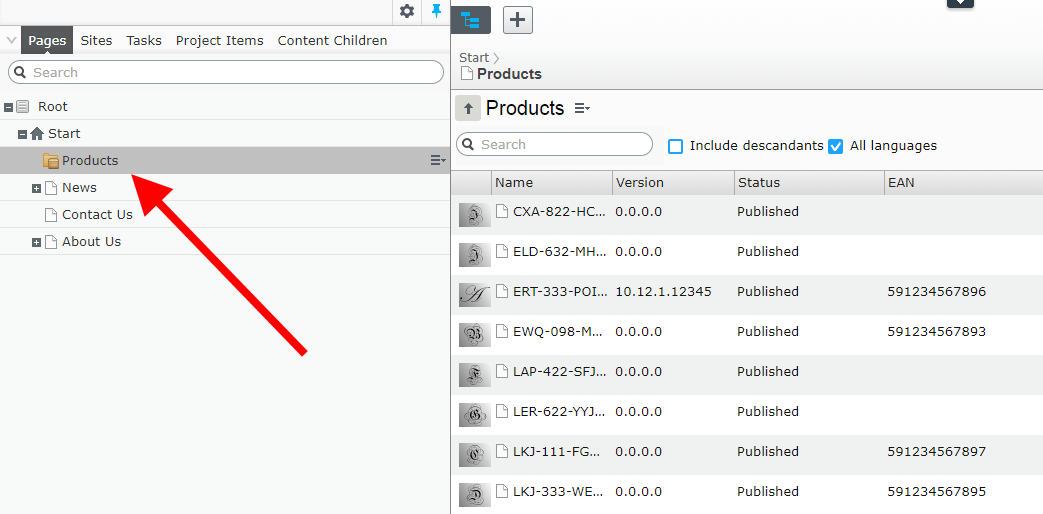 Pages Sites Tasks Project Items Content Children
Search
Root
Start
Products
News
Contact Us
About Us
Start
Products
Products
Search Include descandants All languages
Name Version Status EAN
CXA-822-HC... 0.0.0.0 Published
ELD-632-MH... 0.0.0.0 Published
ERT-333-POI... 10.12.1.12345 Published 591234567896
EWQ-098-M... 0.0.0.0 Published 591234567893
LAP-422-SFJ... 0.0.0.0 Published
LER-622-YYJ... 0.0.0.0 Published
LKJ-111-FG... 0.0.0.0 Published 591234567897
LKJ-333-WE... 0.0.0.0 Published 591234567895